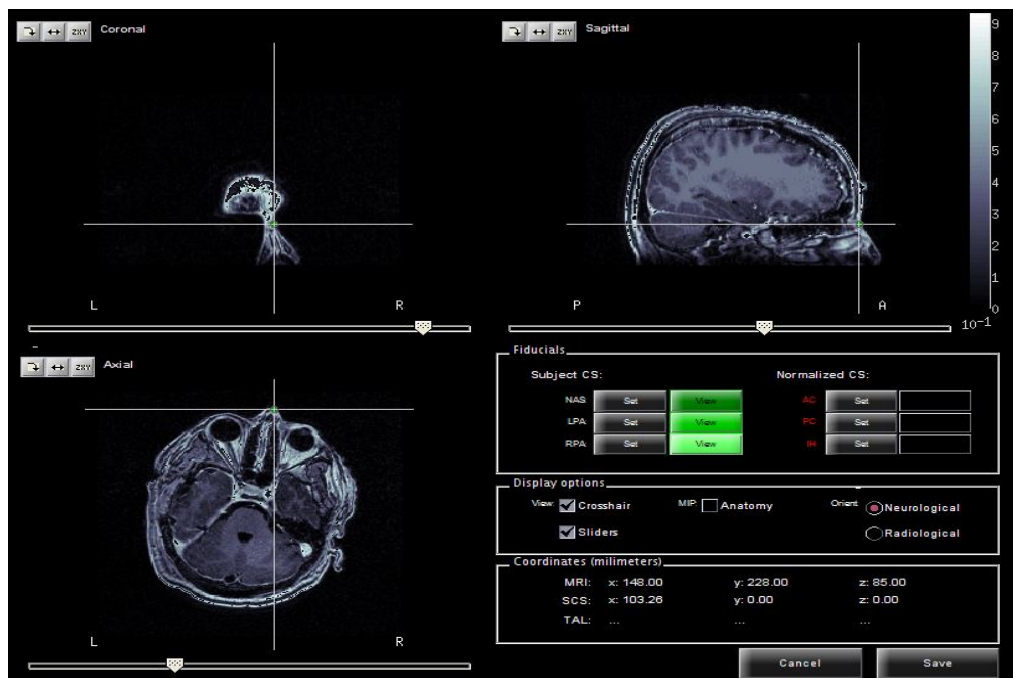 ZXY Coronal
ZXY Sagittal
9
8
7
6
5
4
3
2
1
0
10-1
L R
P A
ZXY Axial
L R
Fiducials
Subject CS: Normalized CS:
NAS Set View AC Set
LPA Set View PC Set
RPA Set View IH Set
Display options
View: Crosshair MIP: Anatomy Orient: Neurological
Sliders Radiological
Coordinates (milimeters)
MRI: x: 148.00 y: 228.00 z: 85.00
SCS: x: 103.26 y: 0.00 z: 0.00
TAL: ... ... ...
Cancel Save